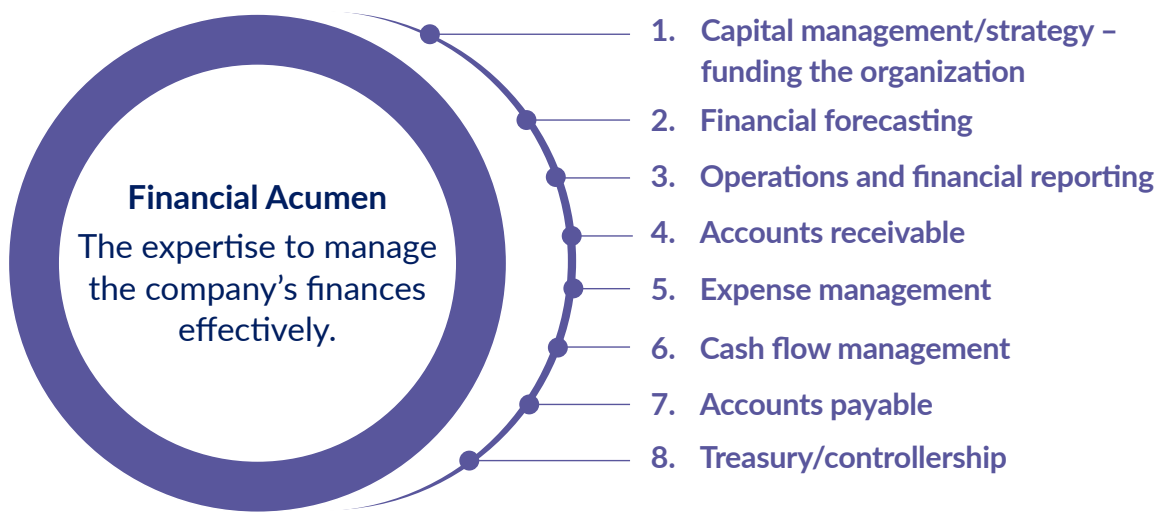 Financial Acumen
The expertise to manage
the company’s finances
effectively.
1. Capital management/strategy –
funding the organization
2. Financial forecasting
3. Operations and financial reporting
4. Accounts receivable
5. Expense management
6. Cash flow management
7. Accounts payable
8. Treasury/controllership